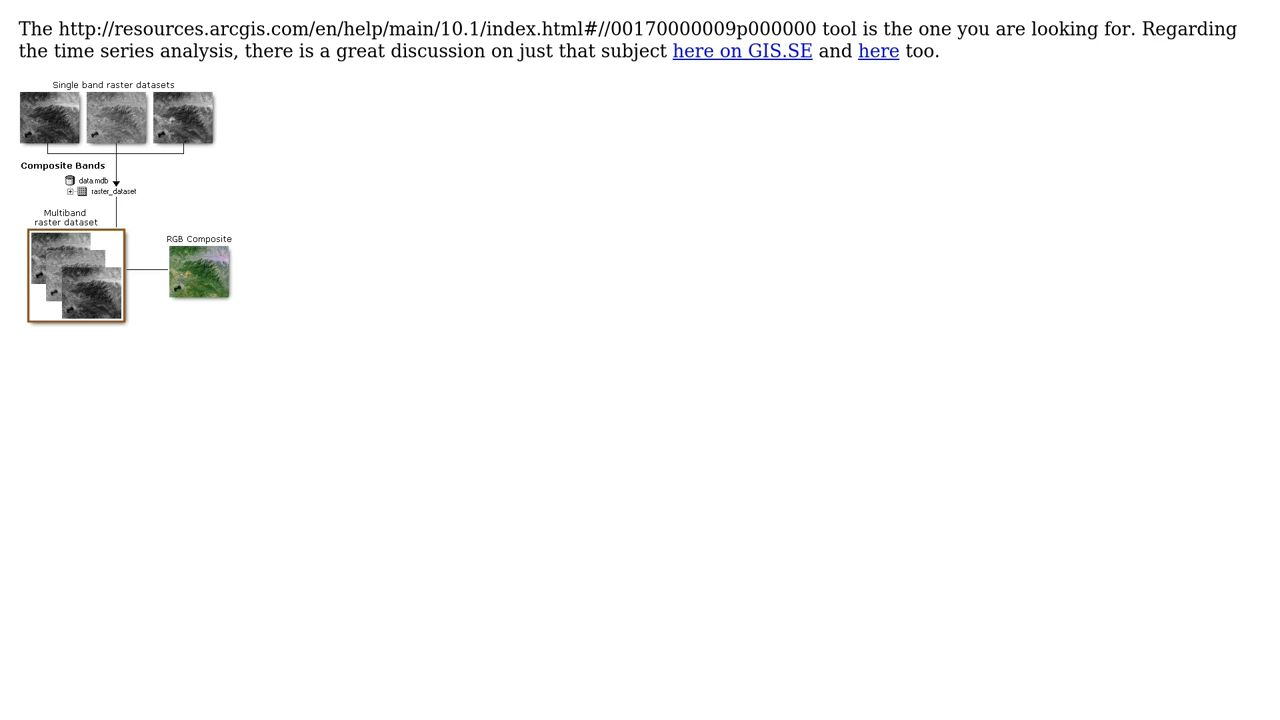 The http://resources.arcgis.com/en/help/main/10.1/index.html#//00170000009p000000 tool is the one you are looking for. Regarding
the time series analysis, there is a great discussion on just that subject here on GIS.SE and here too.
Single band raster datasets
Composite Bands
data.mdb
raster_dataset
Multiband
raster dataset
RGB Composite